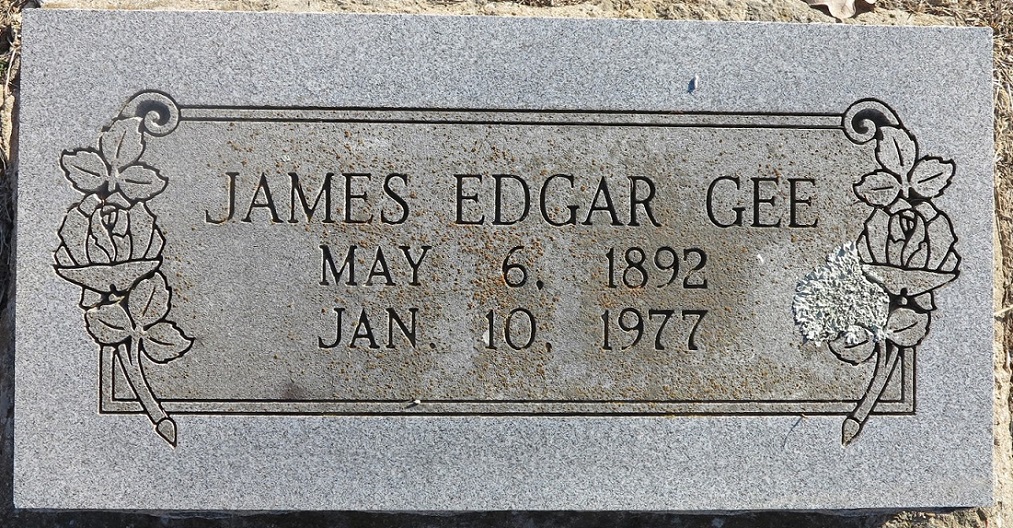 JAMES EDGAR GEE
MAY 6, 1892
JAN. 10, 1977